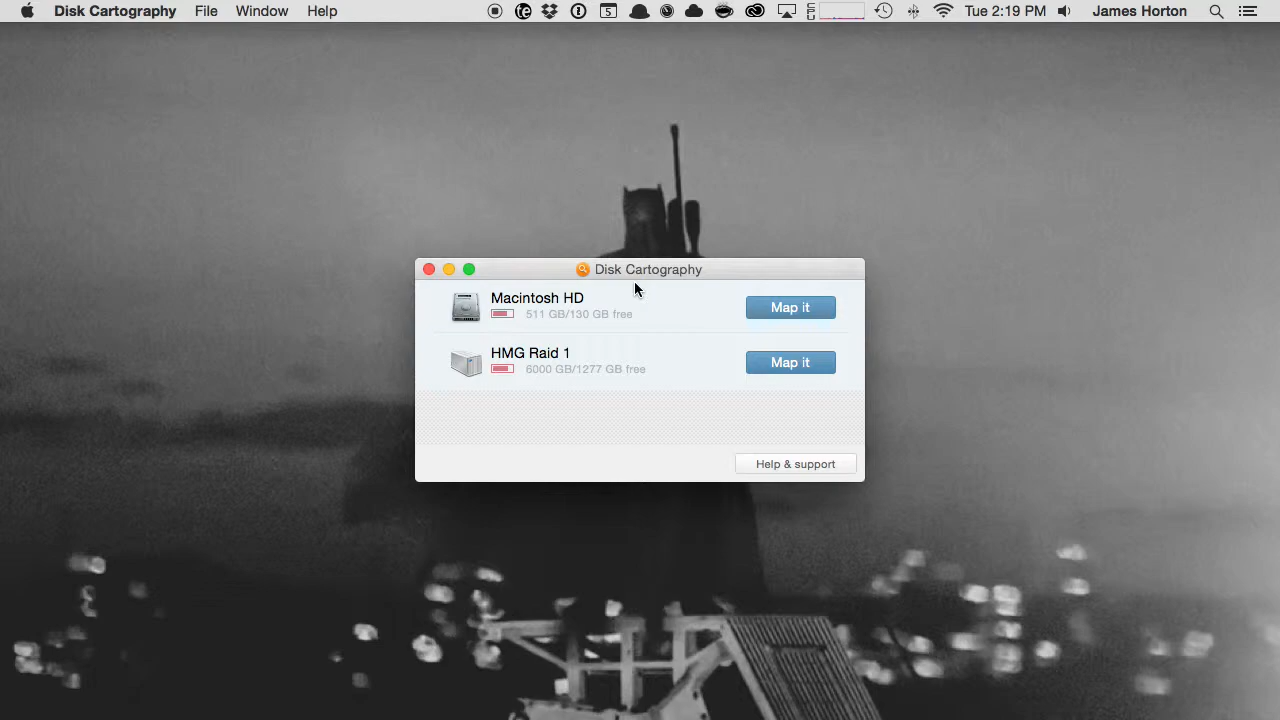 Disk Cartography File Window Help 5 Tue 2:19 PM James Horton
Disk Cartography
Macintosh HD
511 GB/130 GB free
Map it
HMG Raid 1
6000 GB/1277 GB free
Map it
Help & support